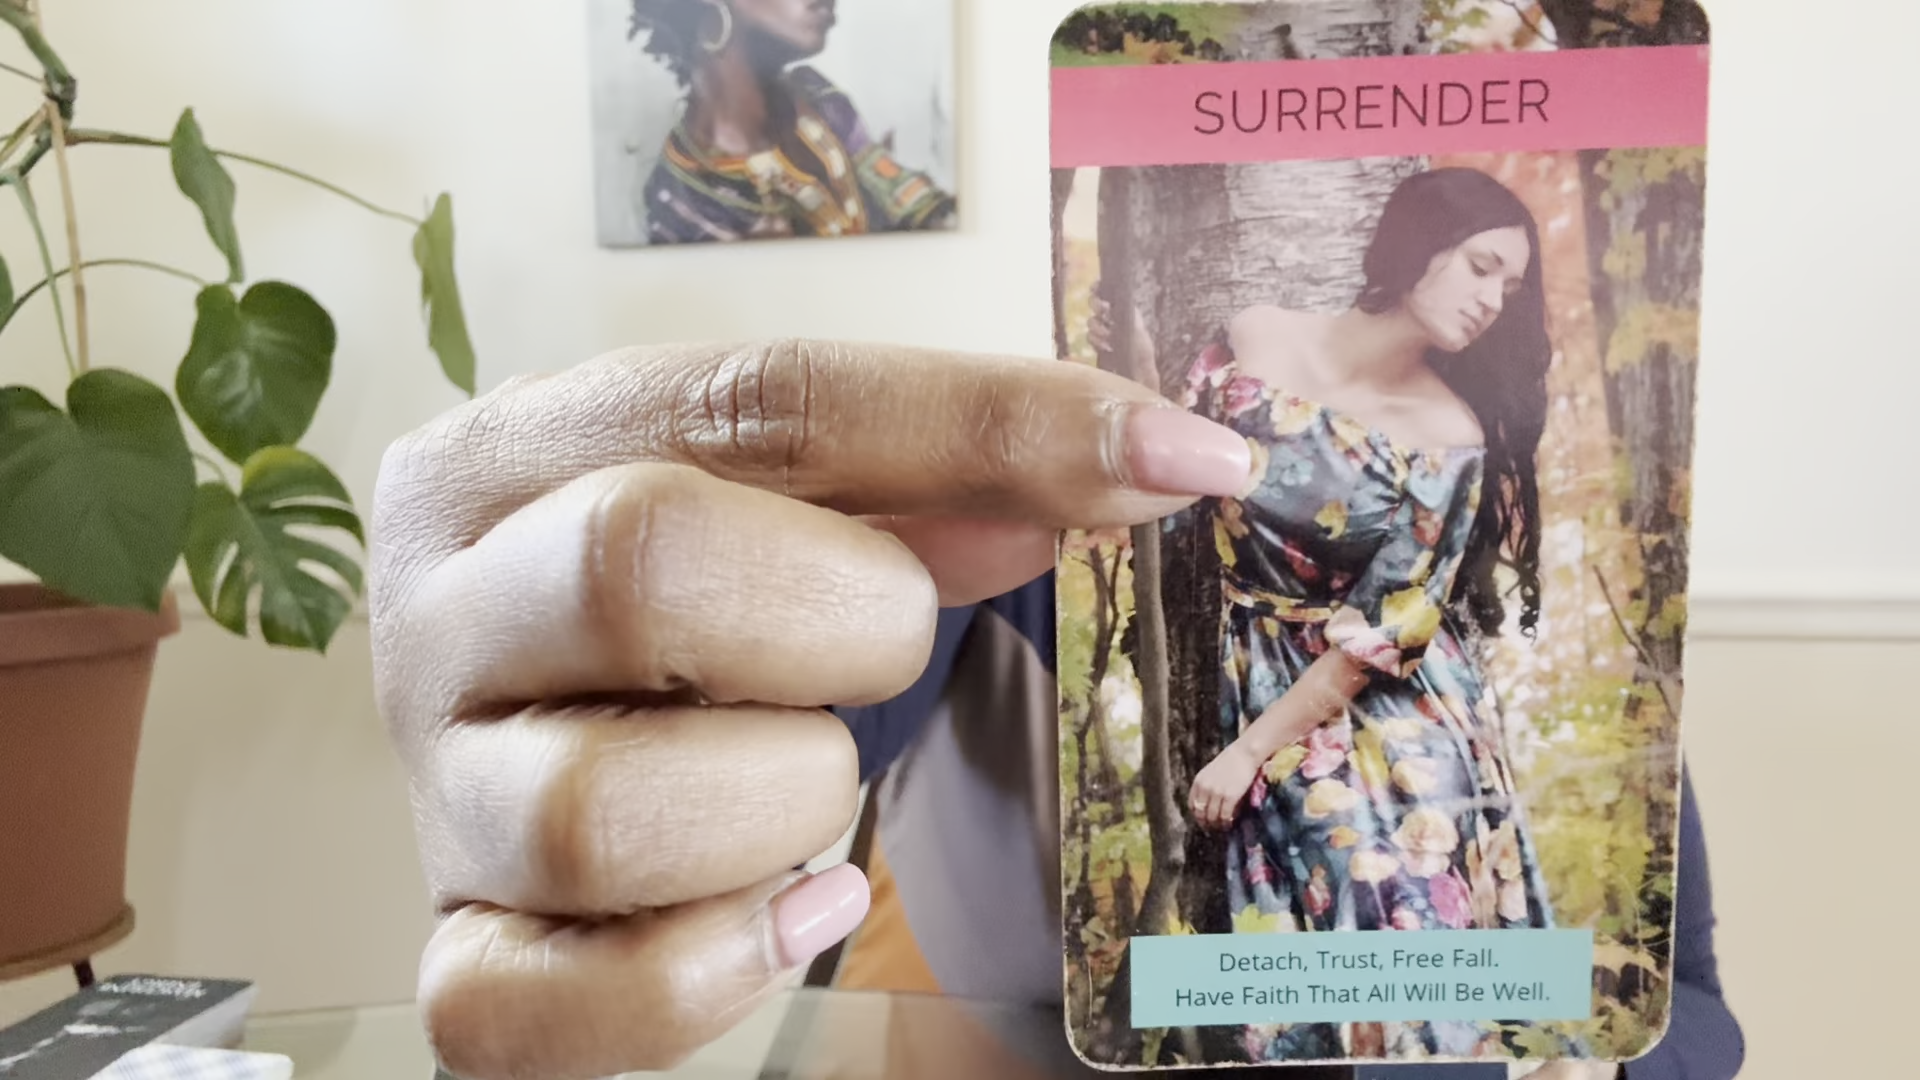 SURRENDER
Detach, Trust, Free Fall.
Have Faith That All Will Be Well.